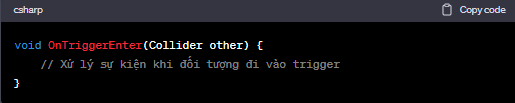 csharp
Copy code
void OnTriggerEnter(Collider other) {
// Xử lý sự kiện khi đối tượng đi vào trigger
}